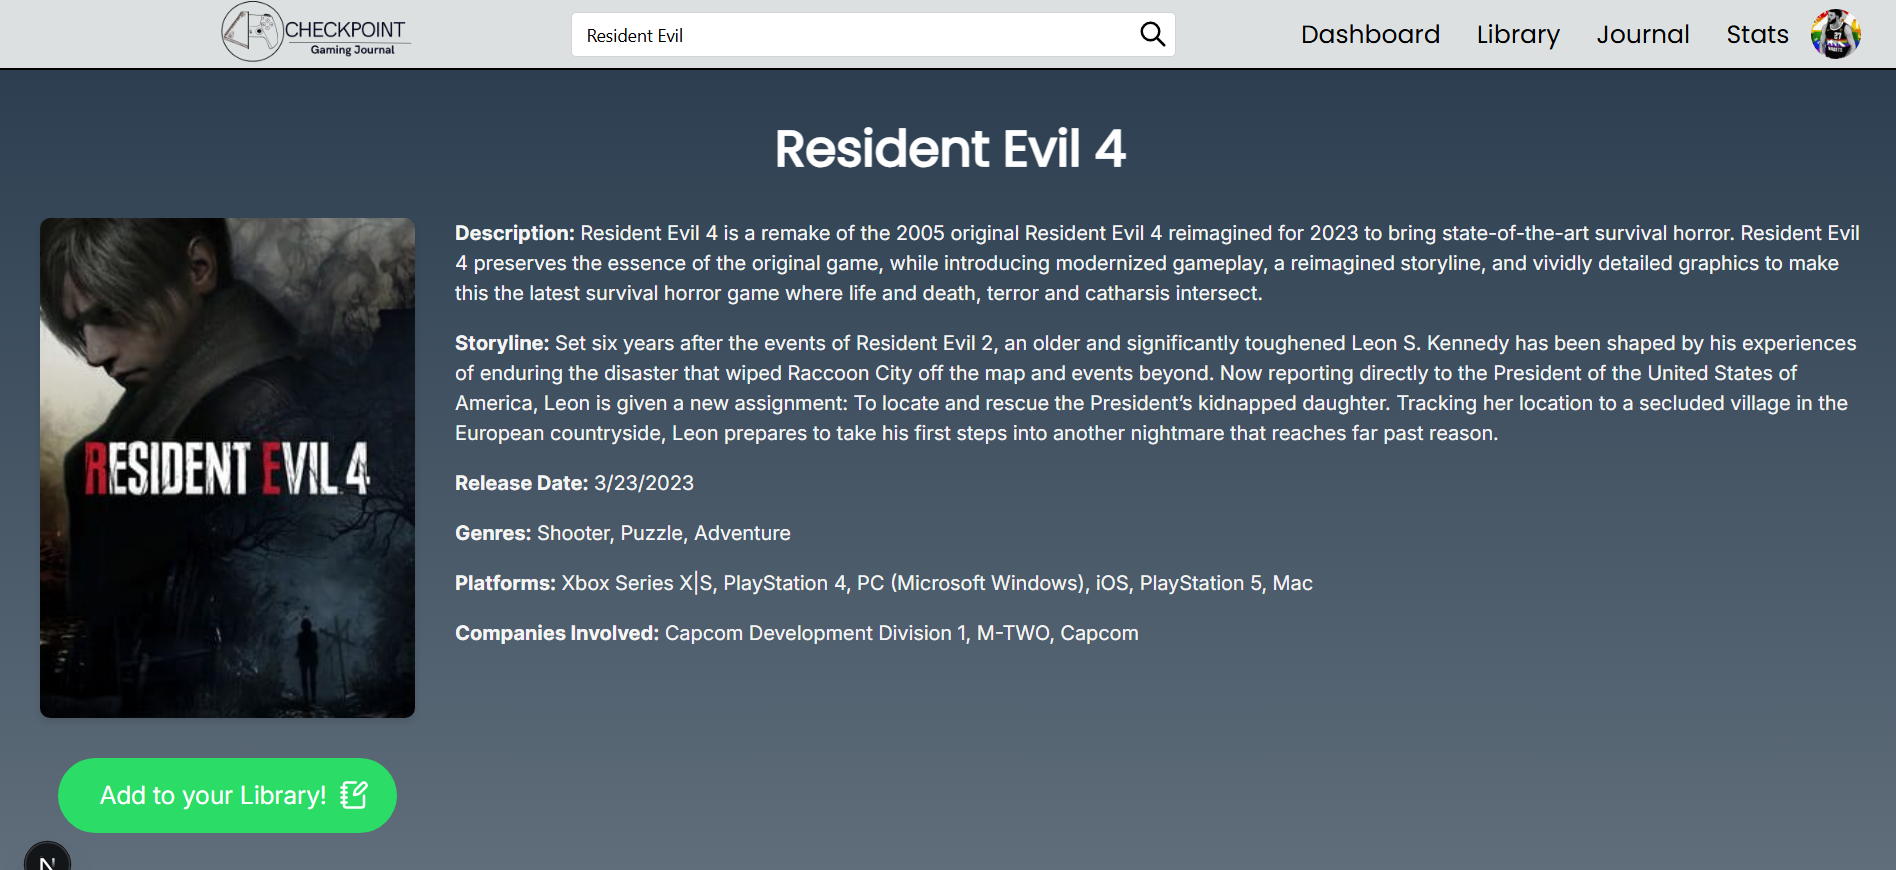 CHECKPOINT
Gaming Journal
Resident Evil
Dashboard
Library
Journal
Stats
Resident Evil 4
Description: Resident Evil 4 is a remake of the 2005 original Resident Evil 4 reimagined for 2023 to bring state-of-the-art survival horror. Resident Evil
4 preserves the essence of the original game, while introducing modernized gameplay, a reimagined storyline, and vividly detailed graphics to make
this the latest survival horror game where life and death, terror and catharsis intersect.
Storyline: Set six years after the events of Resident Evil 2, an older and significantly toughened Leon S. Kennedy has been shaped by his experiences
of enduring the disaster that wiped Raccoon City off the map and events beyond. Now reporting directly to the President of the United States of
America, Leon is given a new assignment: To locate and rescue the President’s kidnapped daughter. Tracking her location to a secluded village in the
European countryside, Leon prepares to take his first steps into another nightmare that reaches far past reason.
Release Date: 3/23/2023
Genres: Shooter, Puzzle, Adventure
Platforms: Xbox Series X|S, PlayStation 4, PC (Microsoft Windows), iOS, PlayStation 5, Mac
Companies Involved: Capcom Development Division 1, M-TWO, Capcom
RESIDENT EVIL 4
Add to your Library!
N